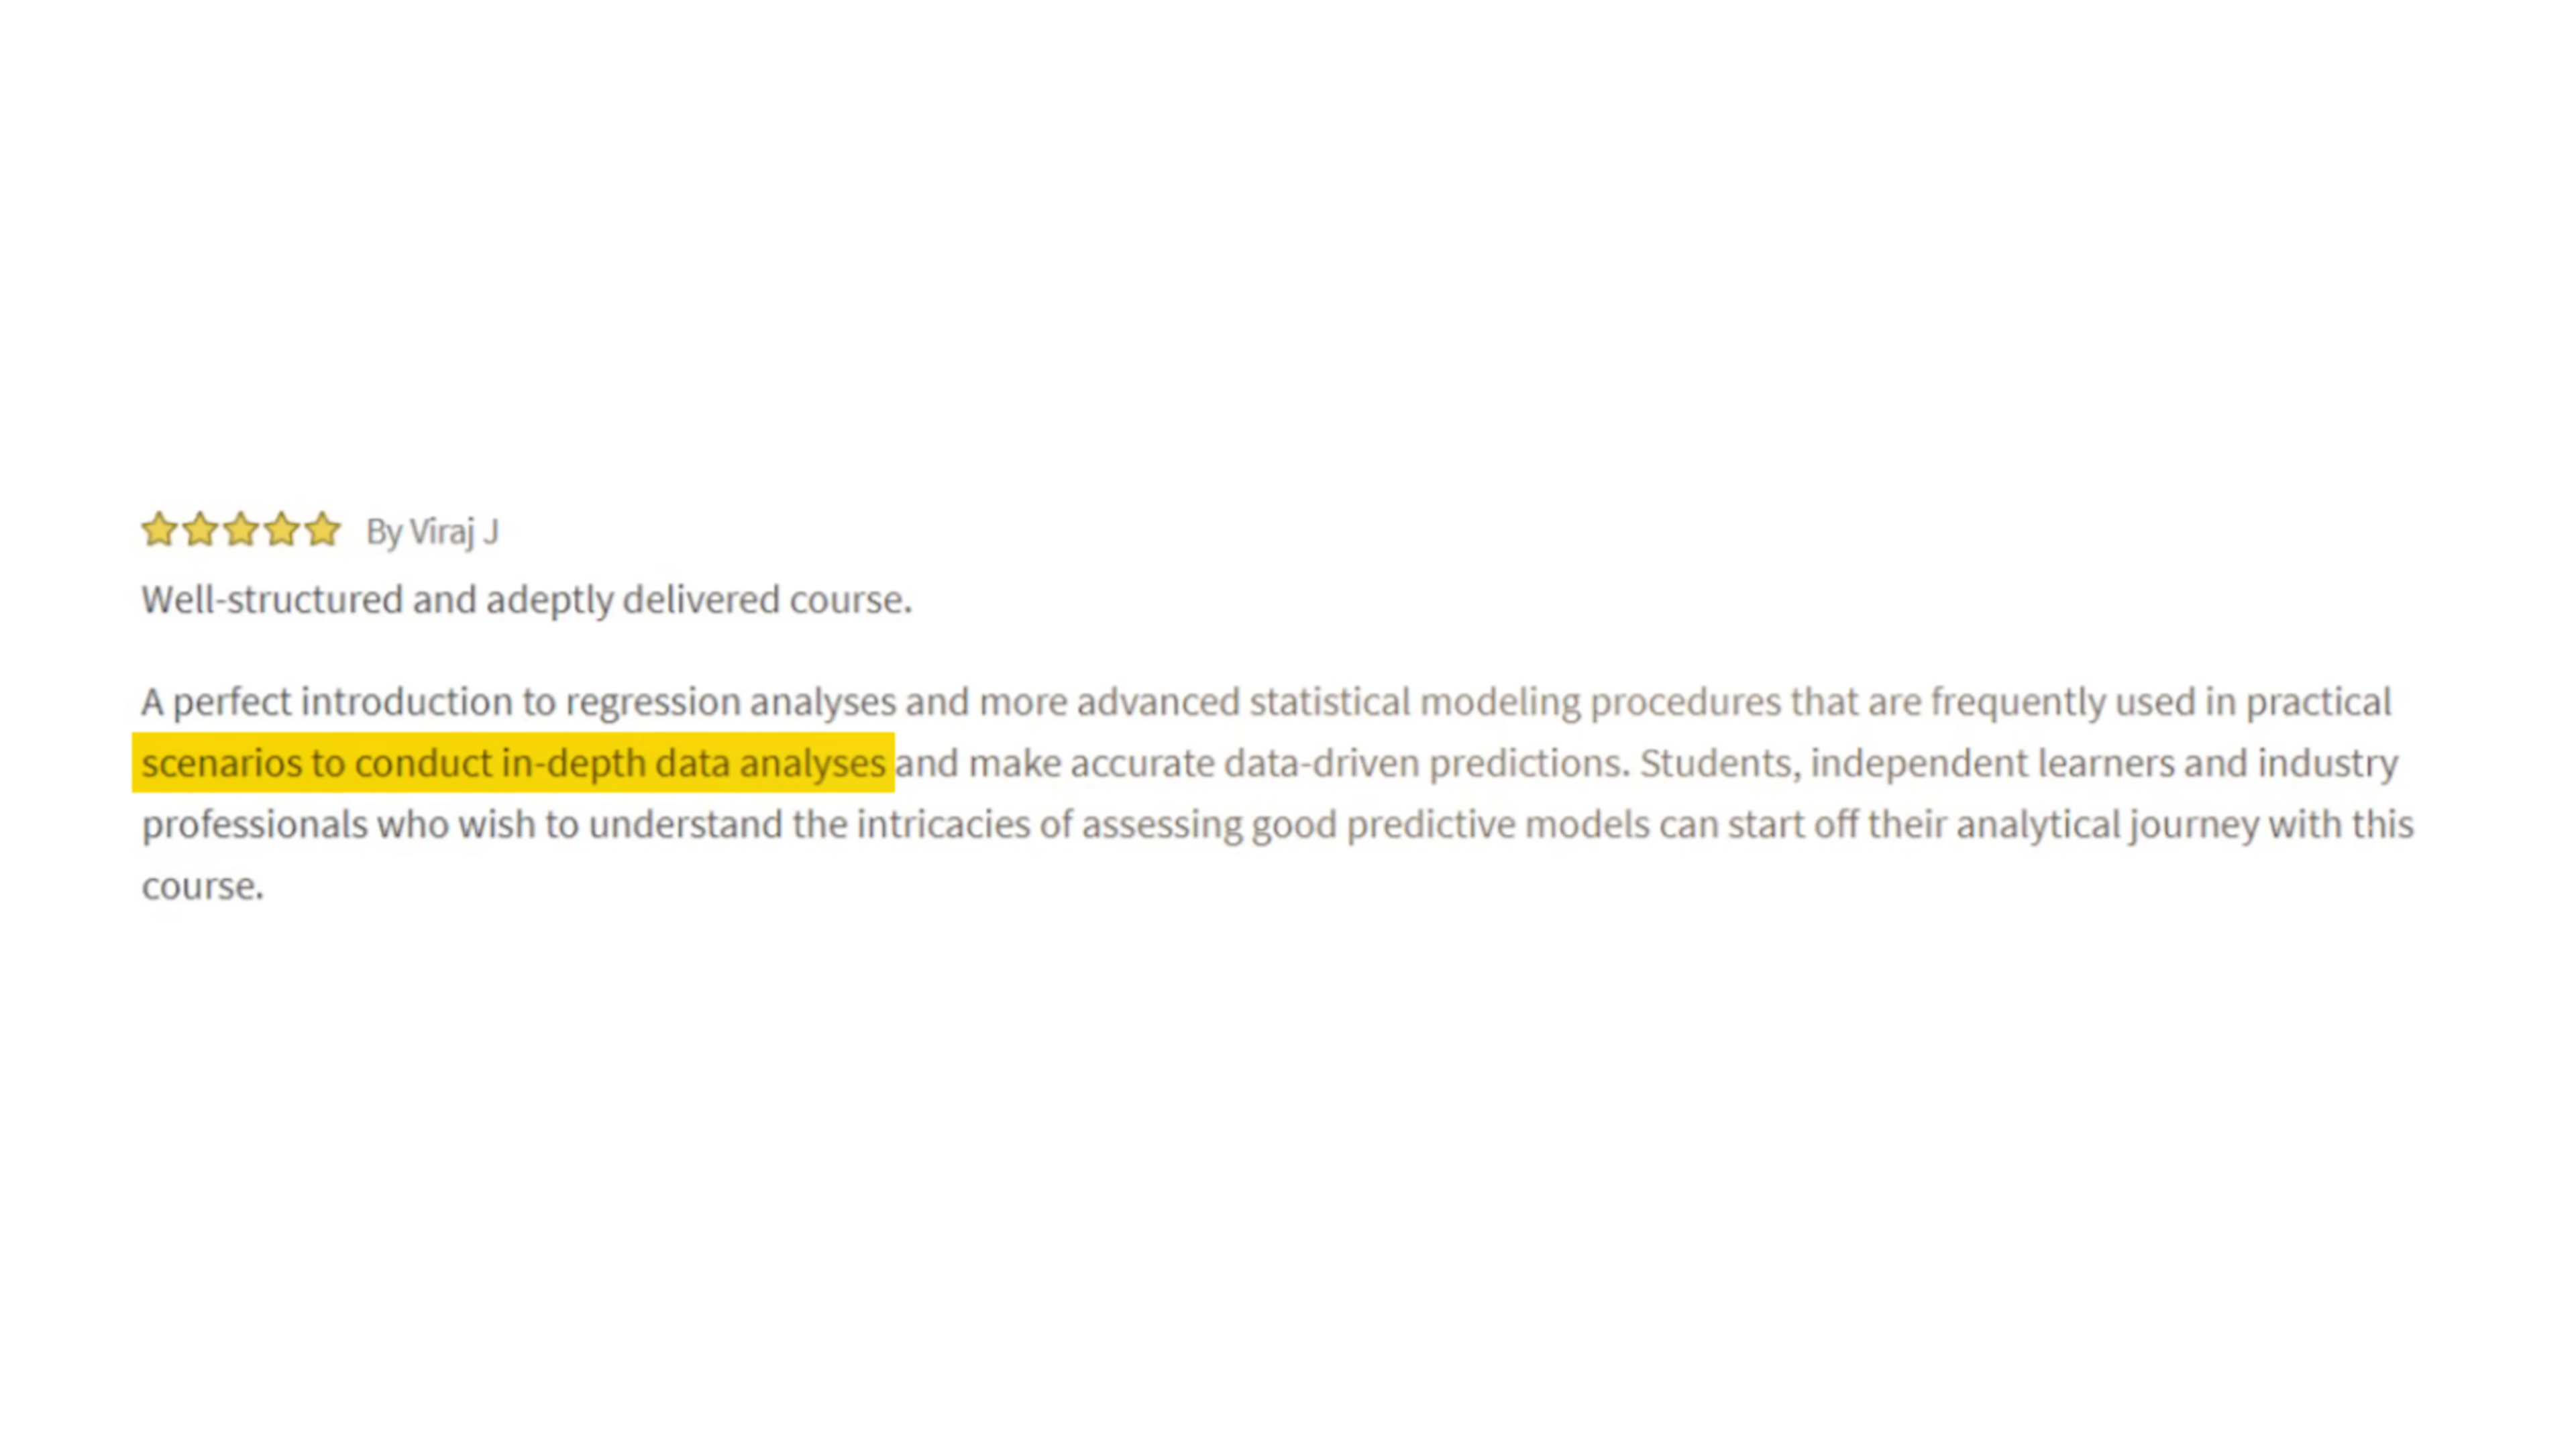 By Viraj J
Well-structured and adeptly delivered course.
A perfect introduction to regression analyses and more advanced statistical modeling procedures that are frequently used in practical
scenarios to conduct in-depth data analyses and make accurate data-driven predictions. Students, independent learners and industry
professionals who wish to understand the intricacies of assessing good predictive models can start off their analytical journey with this
course.